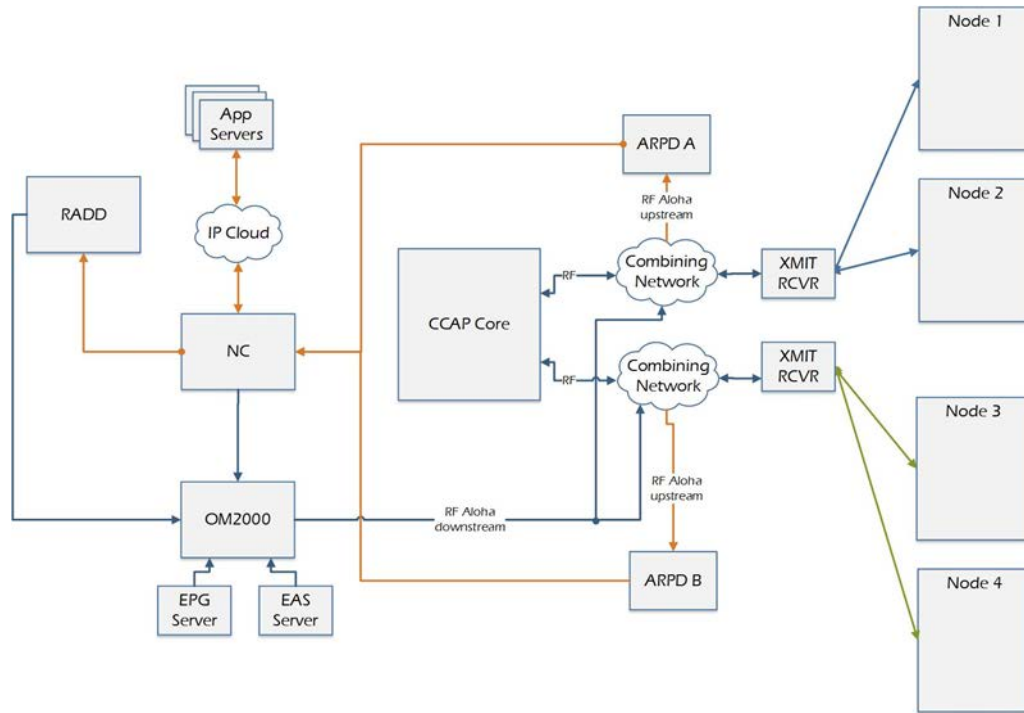 Node 1
App
Servers
ARPD A
RADD
RF Aloha
upstream
Node 2
IP Cloud
Combining
Network
XMIT
RCVR
RF
CCAP Core
NC
Combining
Network
XMIT
RCVR
RF
Node 3
RF Aloha
upstream
OM2000
RF Aloha
downstream
ARPD B
Node 4
EPG
Server
EAS
Server